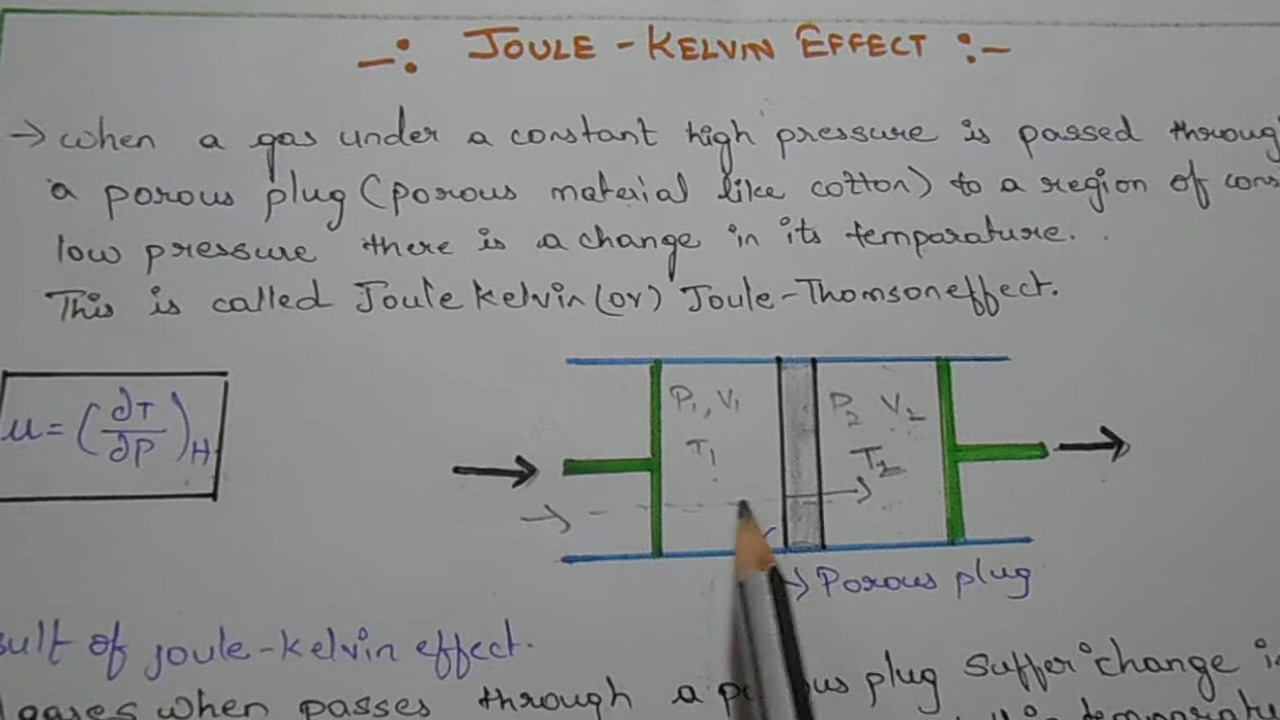 -: JOULE - KELVIN EFFECT :-
→ When a gas under a constant high pressure is passed throug
a porous plug (porous material like cotton) to a region of cons
low pressure there is a change in its temparature.
This is called Joule kelvin (or) Joule-Thomson effect.
μ = (∂T/∂P)H
P1, V1
T1
P2 V2
T2
→ Porous plug
sult of joule-kelvin effect.
gases when passes through a plug suffer change in